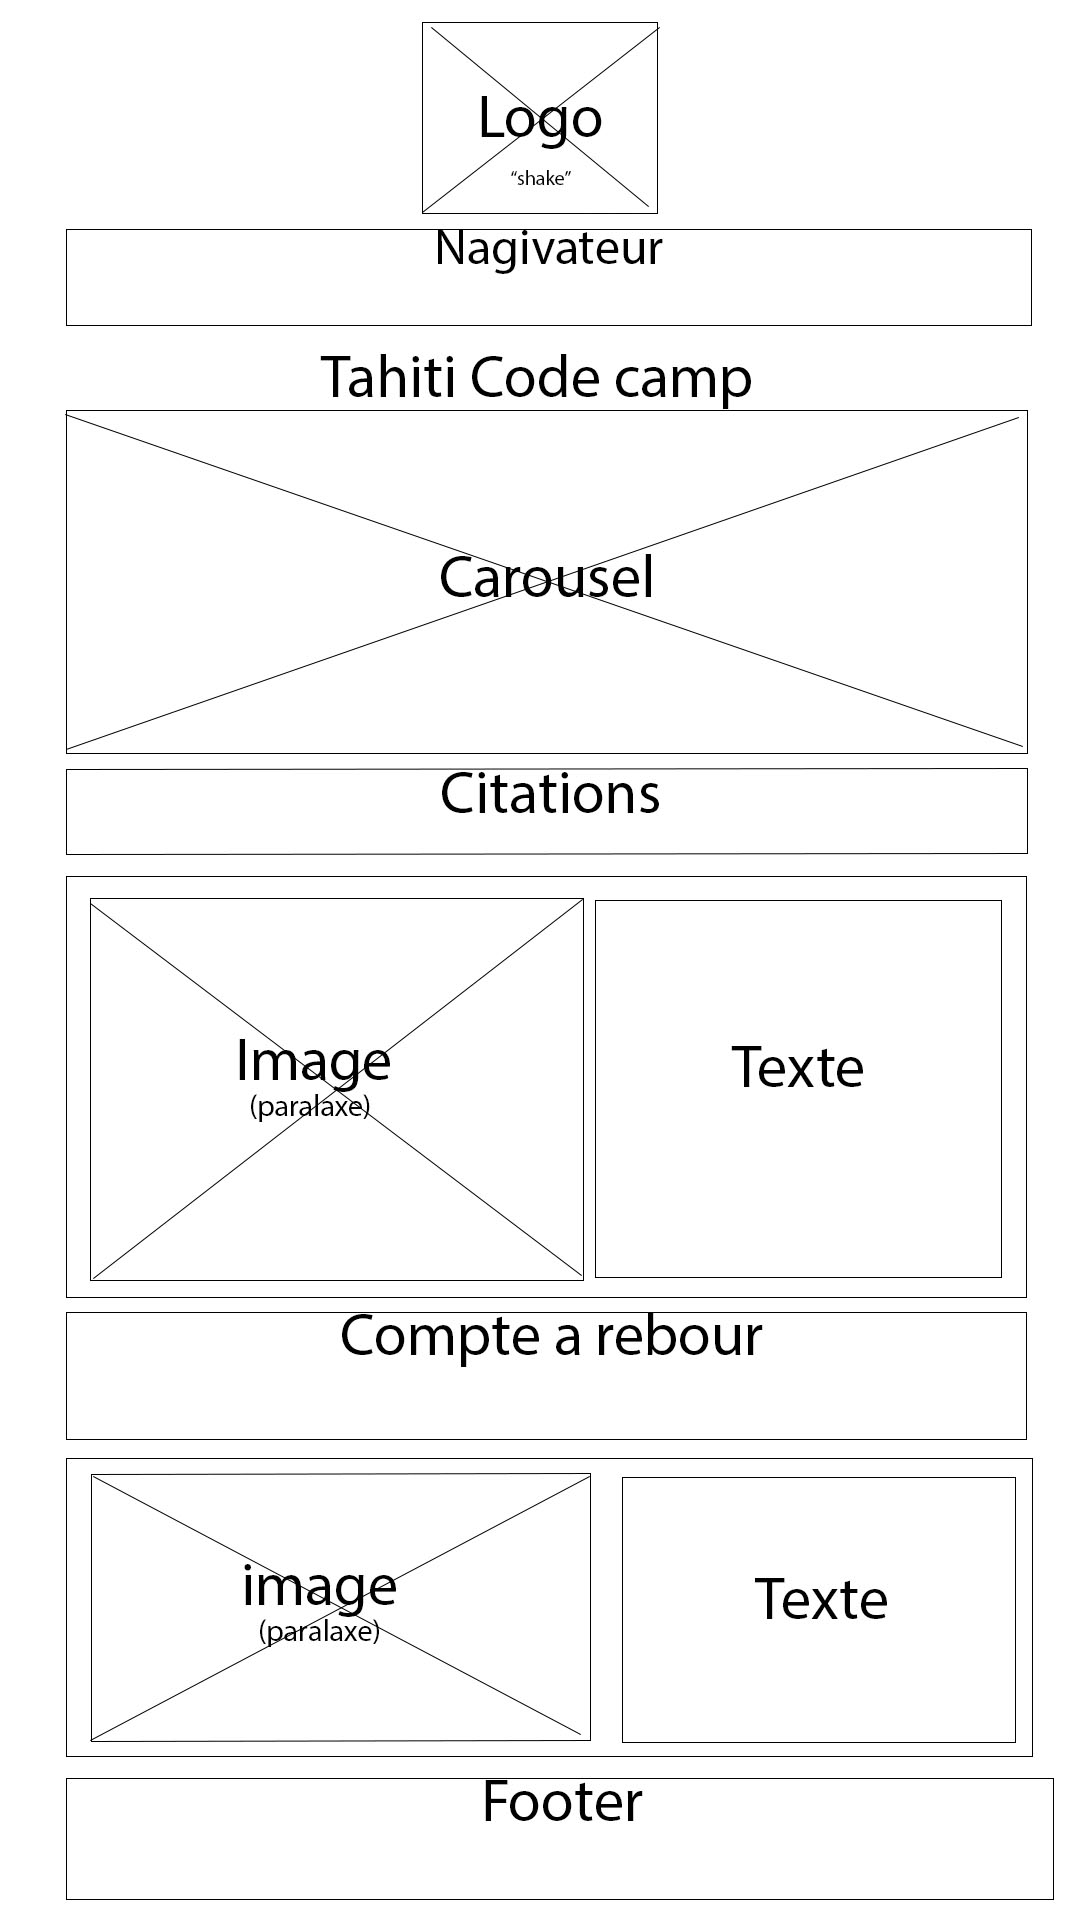 Logo
“shake”
Nagivateur
Tahiti Code camp
Carousel
Citations
Image
(paralaxe)
Texte
Compte a rebour
image
(paralaxe)
Texte
Footer